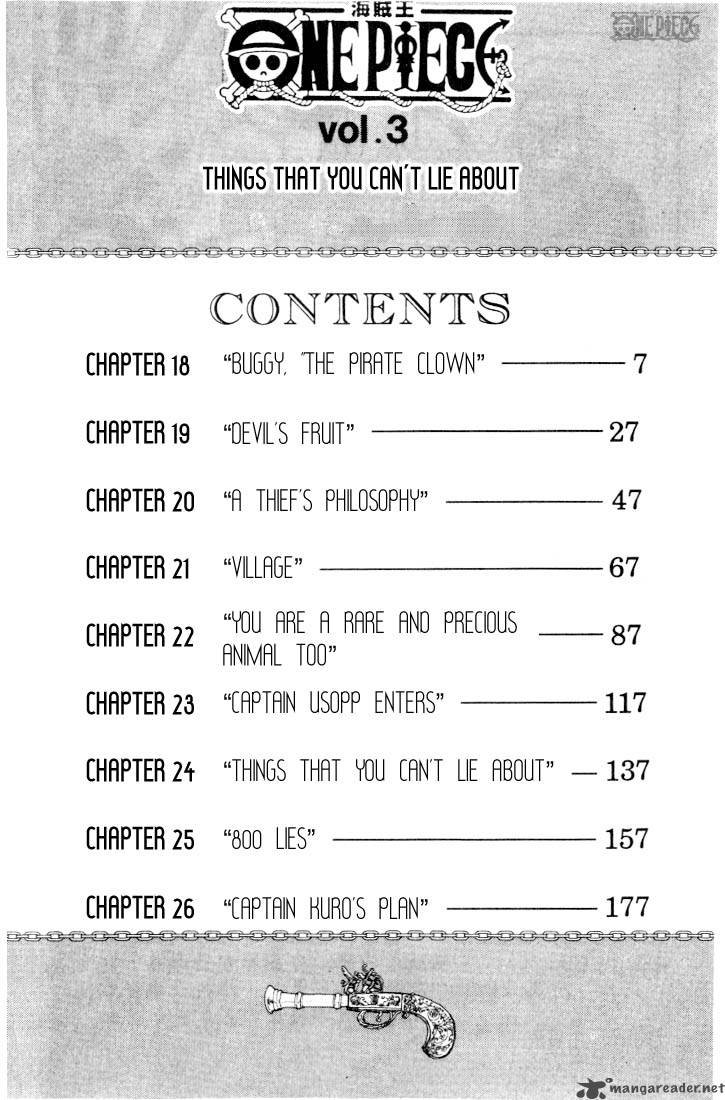 海賊王
ONE PIECE
ONE PIECE
vol.3
THINGS THAT YOU CAN'T LIE ABOUT
CONTENTS
CHAPTER 18 "BUGGY, "THE PIRATE CLOWN" 7
CHAPTER 19 "DEVIL'S FRUIT" 27
CHAPTER 20 "A THIEF'S PHILOSOPHY" 47
CHAPTER 21 "VILLAGE" 67
CHAPTER 22 "YOU ARE A RARE AND PRECIOUS
ANIMAL TOO" 87
CHAPTER 23 "CAPTAIN USOPP ENTERS" 117
CHAPTER 24 "THINGS THAT YOU CAN'T LIE ABOUT" 137
CHAPTER 25 "800 LIES" 157
CHAPTER 26 "CAPTAIN KURO'S PLAN" 177
mangareader.net